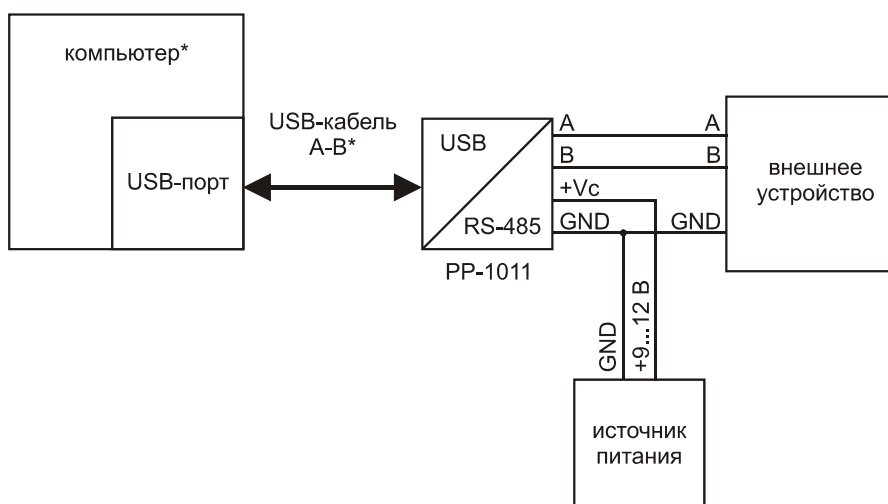 компьютер*
USB-порт
USB-кабель
A-B*
USB
RS-485
PP-1011
A
B
+Vc
GND
A
B
GND
внешнее
устройство
GND
+9...12 В
источник
питания